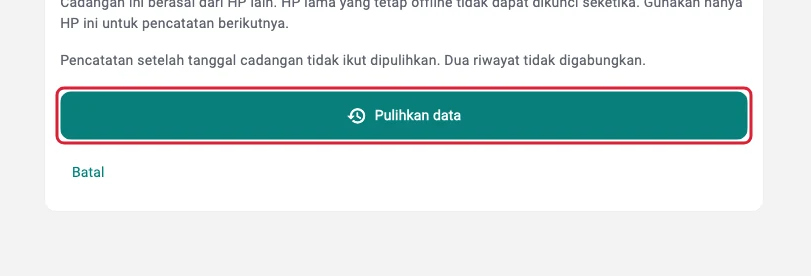 Cadangan ini berasal dari HP lain. HP lama yang tetap offline tidak dapat dikunci seketika. Gunakan hanya
HP ini untuk pencatatan berikutnya.
Pencatatan setelah tanggal cadangan tidak ikut dipulihkan. Dua riwayat tidak digabungkan.
Pulihkan data
Batal